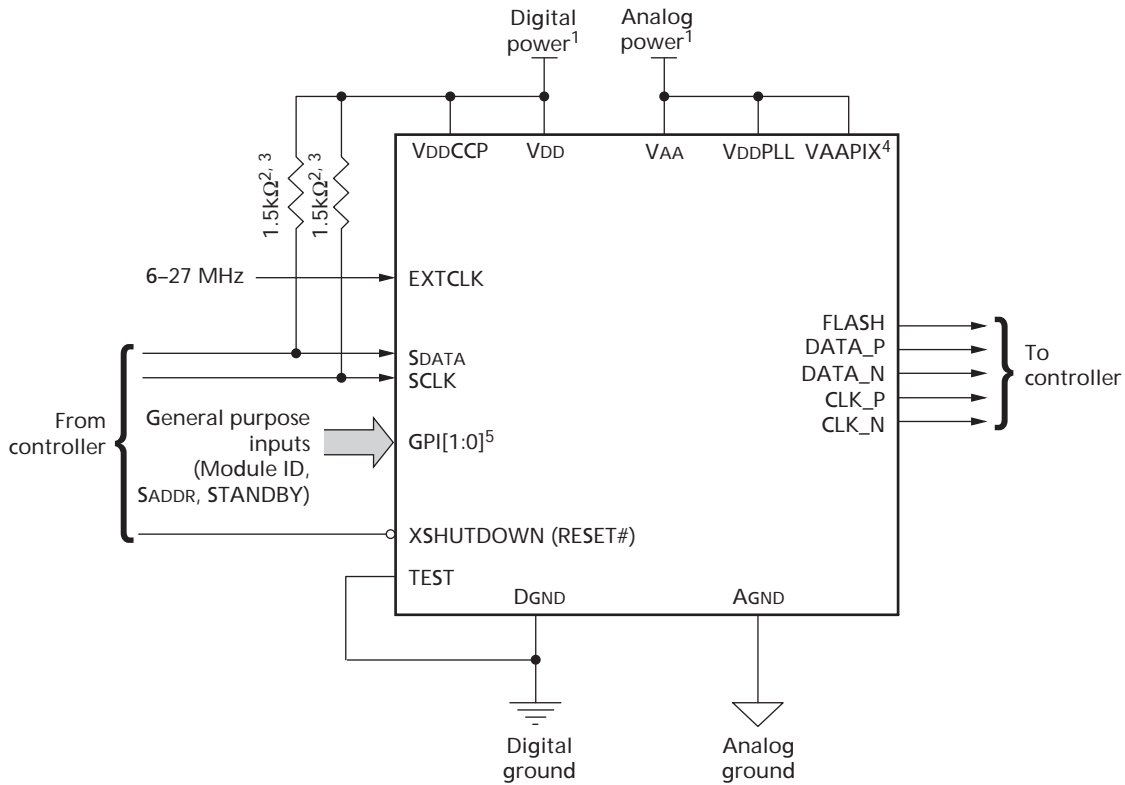 Digital
power1
Analog
power1
VDDCCP
VDD
VAA
VDDPLL
VAAPIX4
1.5kΩ2, 3
1.5kΩ2, 3
6–27 MHz
EXTCLK
SDATA
SCLK
From
controller
General purpose
inputs
(Module ID,
SADDR, STANDBY)
GPI[1:0]5
XSHUTDOWN (RESET#)
TEST
FLASH
DATA_P
DATA_N
CLK_P
CLK_N
To
controller
DGND
AGND
Digital
ground
Analog
ground